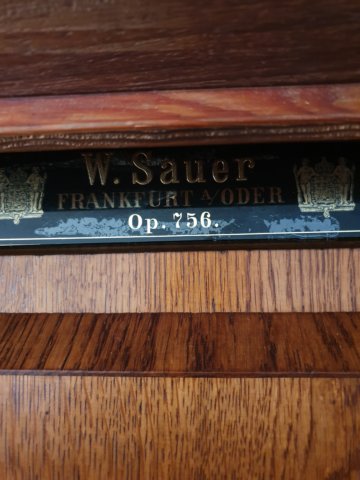 W. Sauer
FRANKFURT A/ODER
Op. 756.